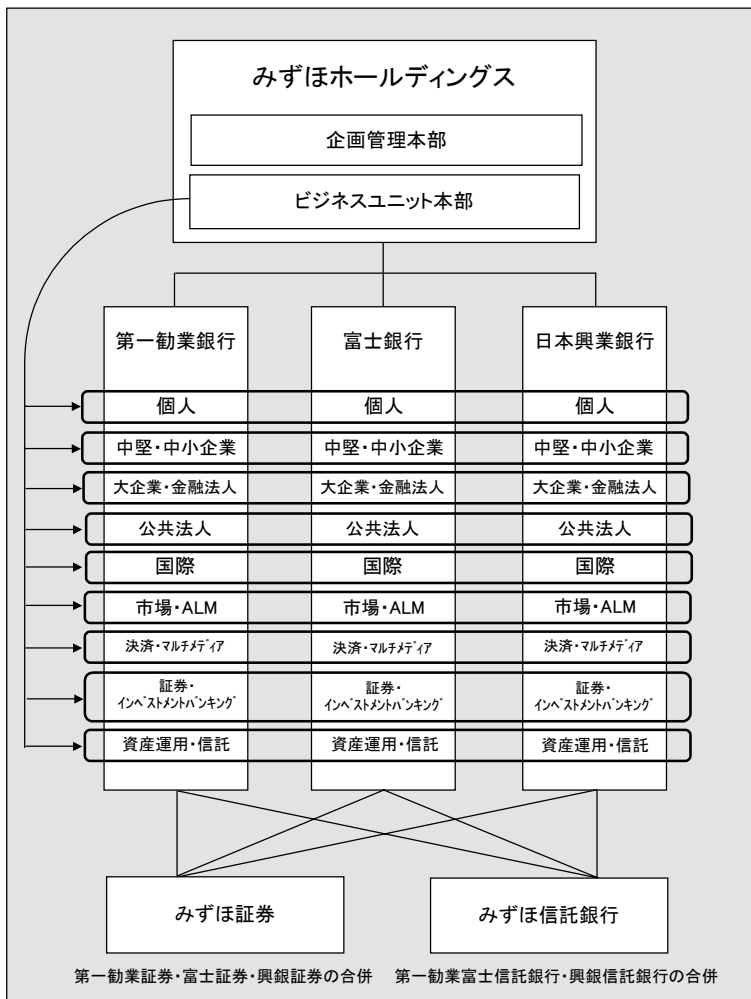 みずほホールディングス
企画管理本部
ビジネスユニット本部
第一勧業銀行
富士銀行
日本興業銀行
個人
個人
個人
中堅・中小企業
中堅・中小企業
中堅・中小企業
大企業・金融法人
大企業・金融法人
大企業・金融法人
公共法人
公共法人
公共法人
国際
国際
国際
市場・ALM
市場・ALM
市場・ALM
決済・マルチメディア
決済・マルチメディア
決済・マルチメディア
証券・
インベストメントバンキング
証券・
インベストメントバンキング
証券・
インベストメントバンキング
資産運用・信託
資産運用・信託
資産運用・信託
みずほ証券
みずほ信託銀行
第一勧業証券・富士証券・興銀証券の合併
第一勧業富士信託銀行・興銀信託銀行の合併